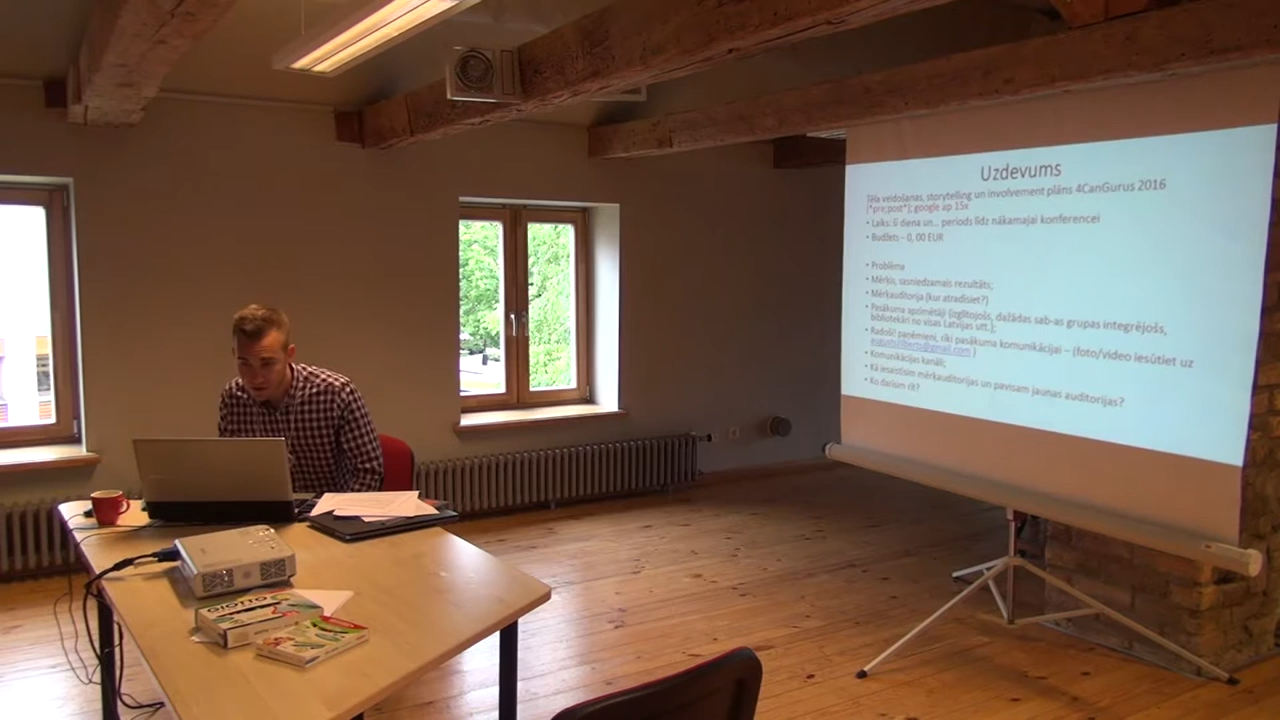 Uzdevums
Tēla veidošanas, storytelling un involvement plāns 4CanGurus 2016
(*pre;post*); google ap 15x
• Laiks: šī diena un... periods līdz nākamajai konferencei
• Budžets – 0, 00 EUR
• Problēma
• Mērķis, sasniedzamais rezultāts;
• Mērķauditorija (kur atradīsiet?)
• Pasākuma apzīmētāji (izglītojošs, dažādas sab-as grupas integrējošs,
bibliotekāri no visas Latvijas utt.);
• Radoši paņēmieni, rīki pasākuma komunikācijai – (foto/video iesūtiet uz
@gmail.com )
• Komunikācijas kanāli;
• Kā iesaistīsim mērķauditorijas un pavisam jaunas auditorijas?
• Ko darīsim rīt?
GIOTTO